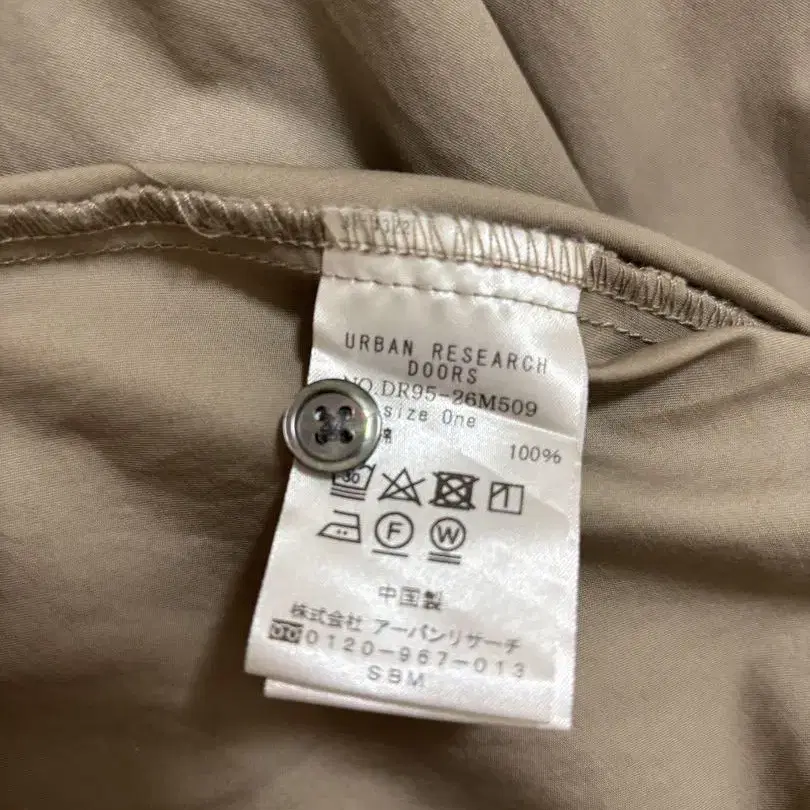 URBAN RESEARCH
DOORS
NO.DR95-26M509
size One
100%
30
F W
中国製
株式会社 アーバンリサーチ
0120-967-013
SBM